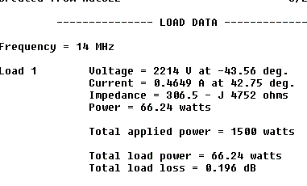 --------------- LOAD DATA -------------
Frequency = 14 MHz
Load 1 Voltage = 2214 V at -43.56 deg.
Current = 0.4649 A at 42.75 deg.
Impedance = 306.5 - J 4752 ohms
Power = 66.24 watts
Total applied power = 1500 watts
Total load power = 66.24 watts
Total load loss = 0.196 dB